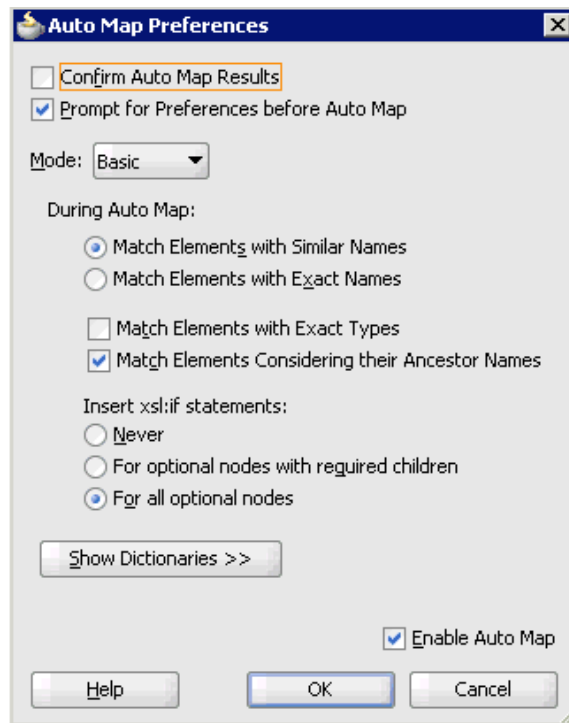 Auto Map Preferences
Confirm Auto Map Results
Prompt for Preferences before Auto Map
Mode: Basic
During Auto Map:
Match Elements with Similar Names
Match Elements with Exact Names
Match Elements with Exact Types
Match Elements Considering their Ancestor Names
Insert xsl:if statements:
Never
For optional nodes with required children
For all optional nodes
Show Dictionaries >>
Enable Auto Map
Help OK Cancel